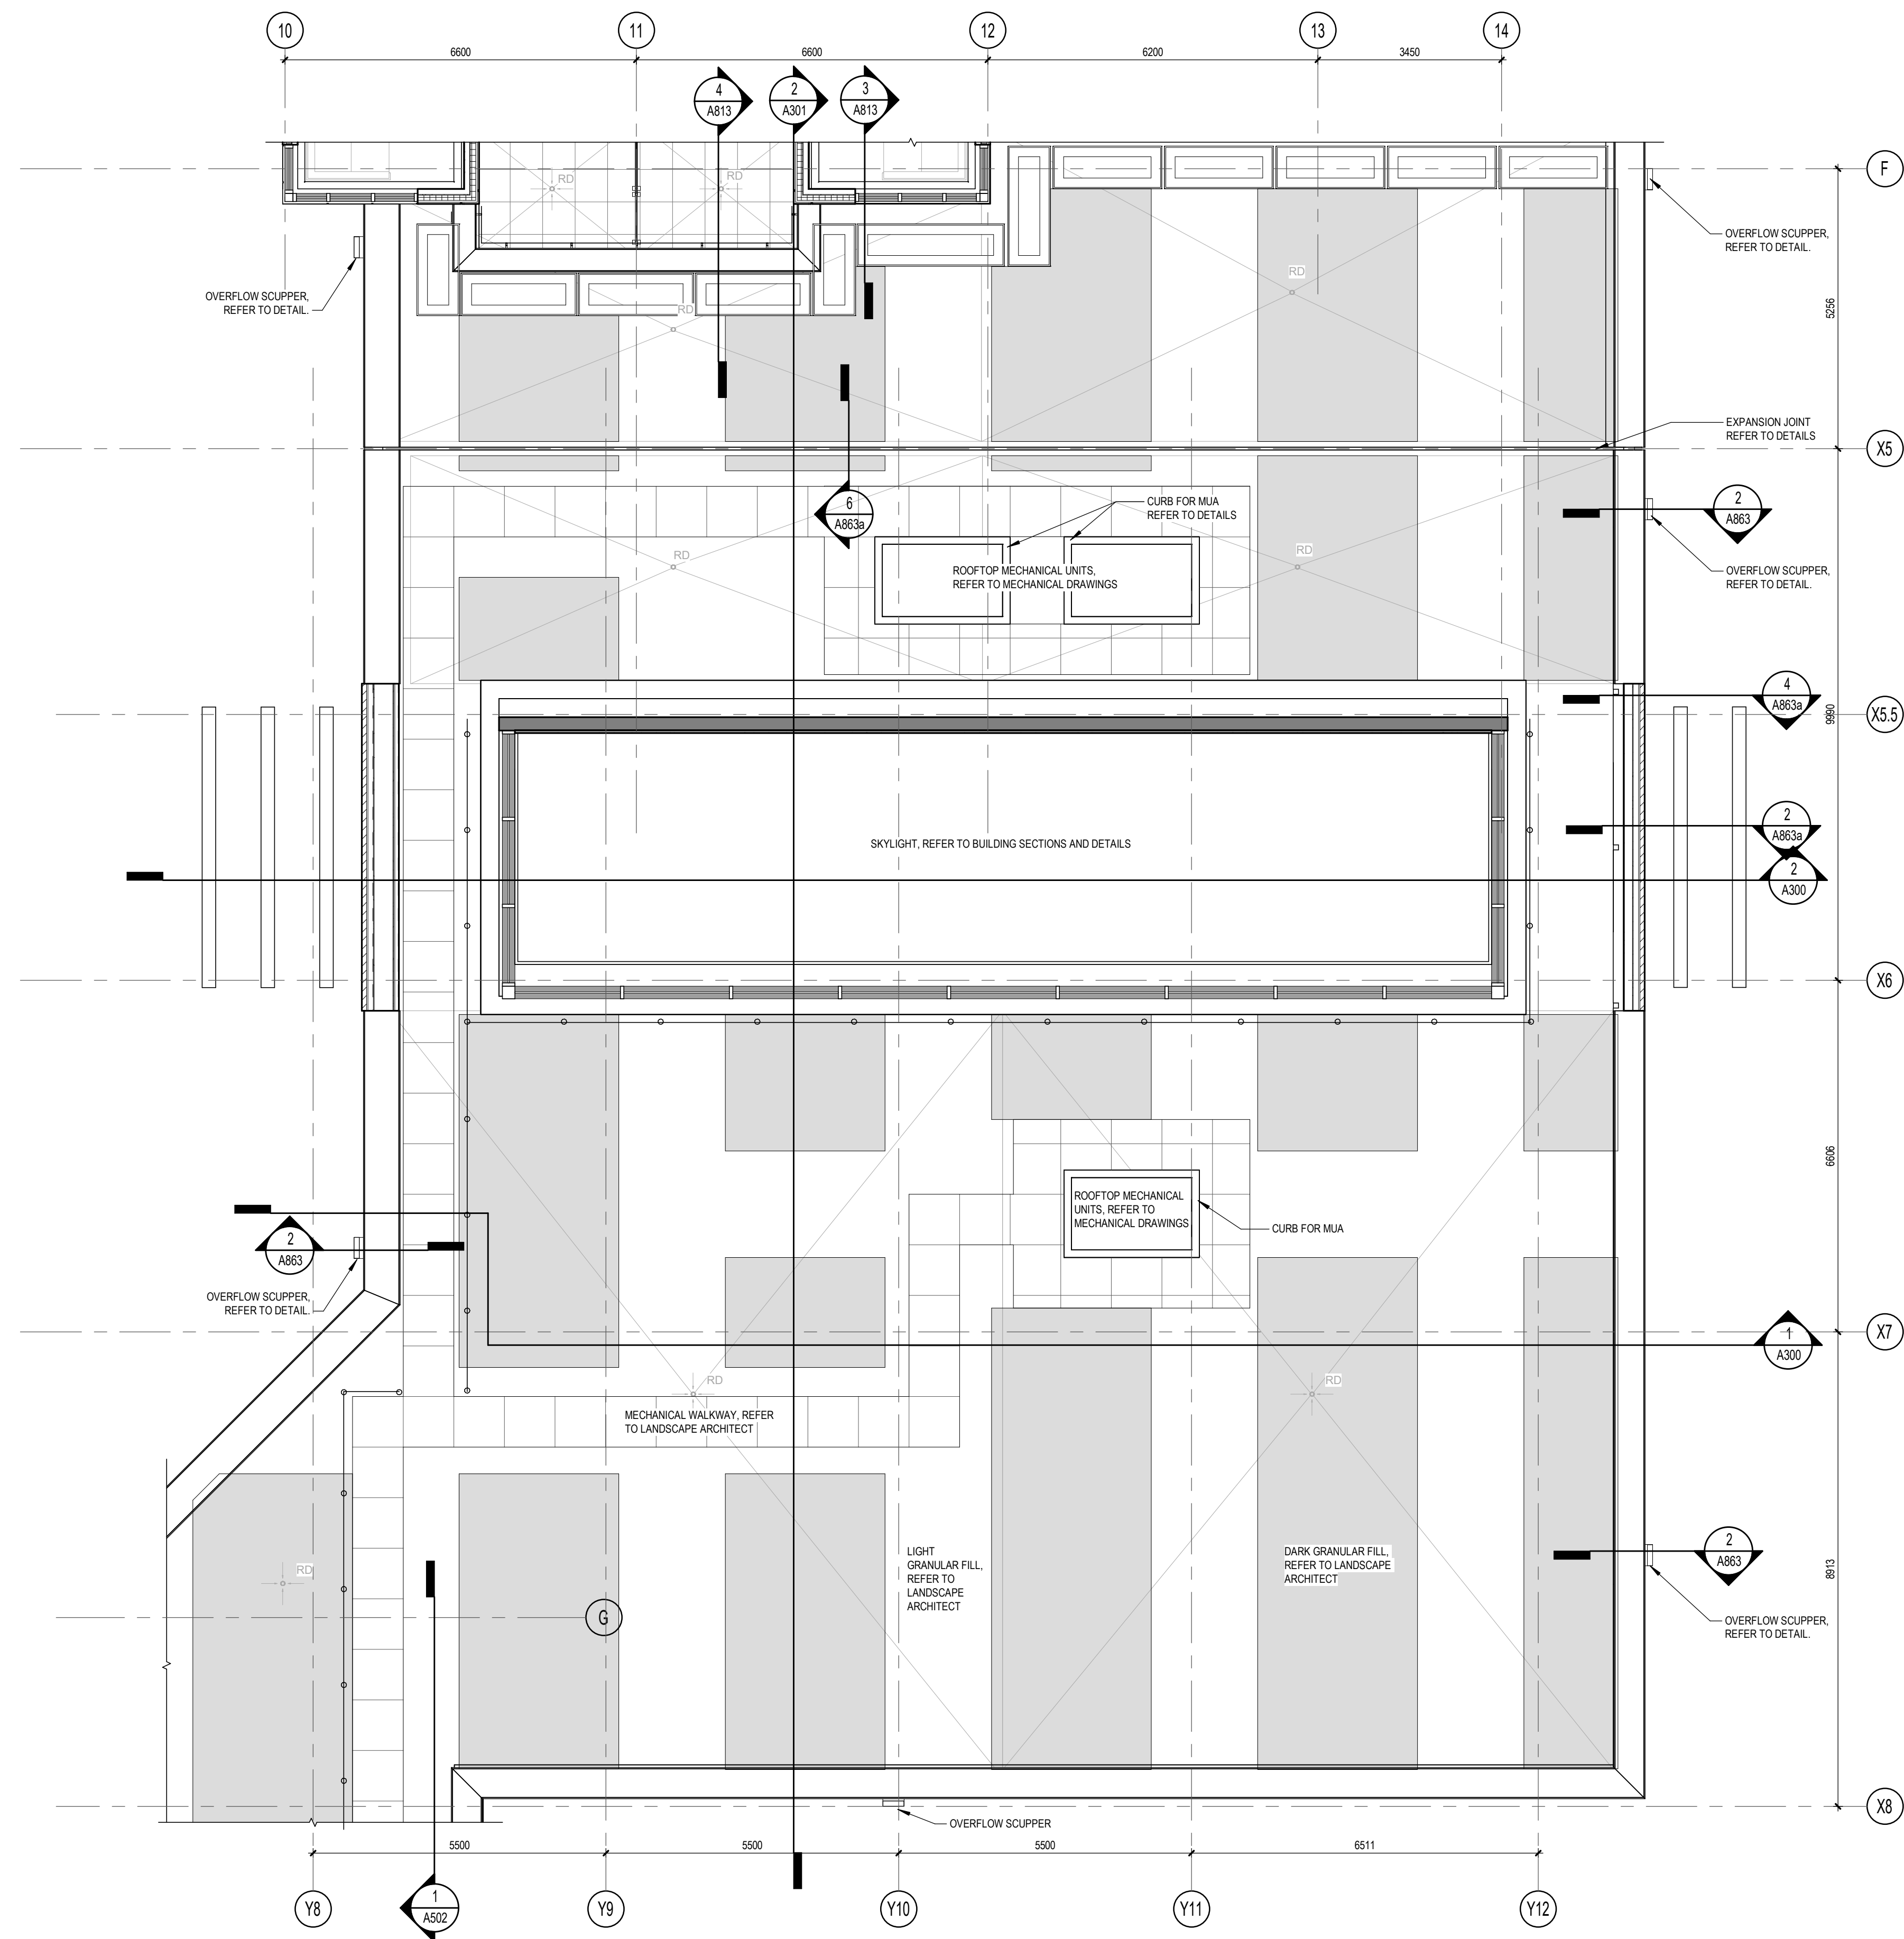 10
11
12
13
14
6600
6600
6200
3450
4
A813
2
A301
3
A813
F
RD
RD
OVERFLOW SCUPPER,
REFER TO DETAIL.
OVERFLOW SCUPPER,
REFER TO DETAIL.
RD
RD
5256
EXPANSION JOINT
REFER TO DETAILS
X5
6
A863a
CURB FOR MUA
REFER TO DETAILS
2
A863
RD
RD
ROOFTOP MECHANICAL UNITS,
REFER TO MECHANICAL DRAWINGS
OVERFLOW SCUPPER,
REFER TO DETAIL.
4
A863a
9990
X5.5
SKYLIGHT, REFER TO BUILDING SECTIONS AND DETAILS
2
A863a
2
A300
X6
6606
ROOFTOP MECHANICAL
UNITS, REFER TO
MECHANICAL DRAWINGS
CURB FOR MUA
2
A863
OVERFLOW SCUPPER,
REFER TO DETAIL.
X7
1
A300
RD
RD
MECHANICAL WALKWAY, REFER
TO LANDSCAPE ARCHITECT
RD
LIGHT
GRANULAR FILL,
REFER TO
LANDSCAPE
ARCHITECT
DARK GRANULAR FILL,
REFER TO LANDSCAPE
ARCHITECT
2
A863
8913
G
OVERFLOW SCUPPER,
REFER TO DETAIL.
X8
OVERFLOW SCUPPER
5500
5500
5500
6511
1
A502
Y8
Y9
Y10
Y11
Y12